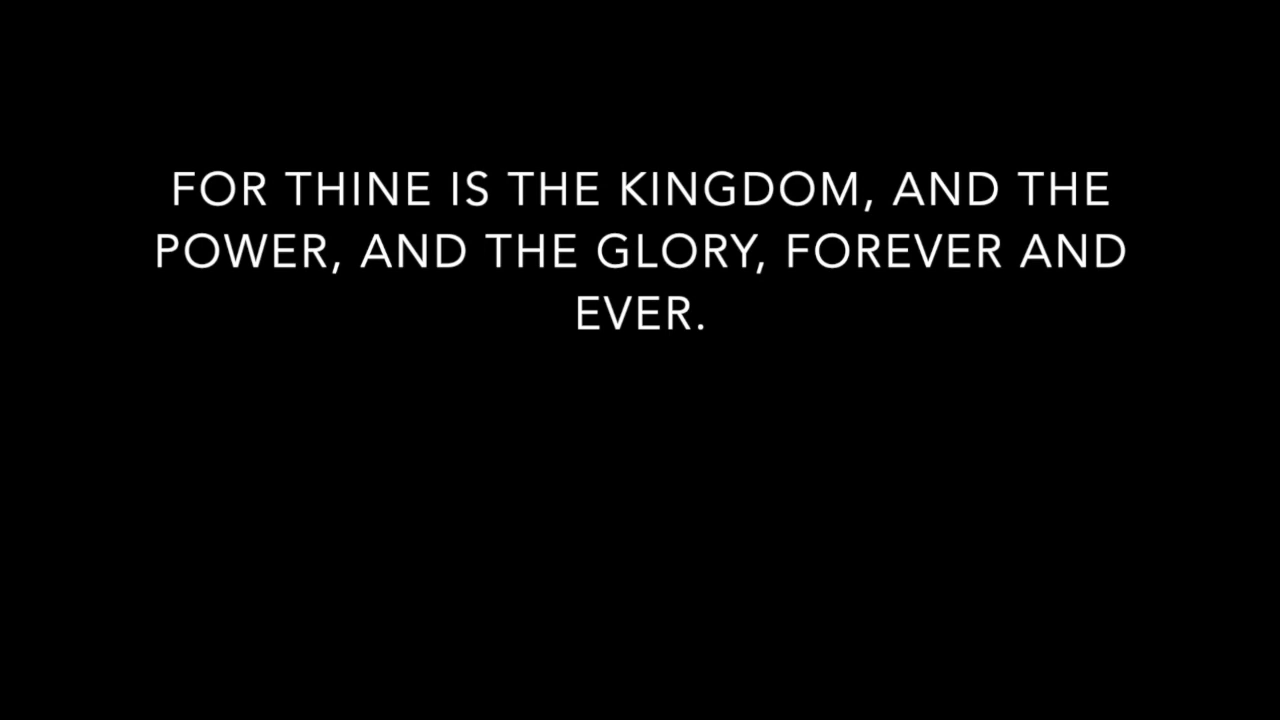 FOR THINE IS THE KINGDOM, AND THE
POWER, AND THE GLORY, FOREVER AND
EVER.